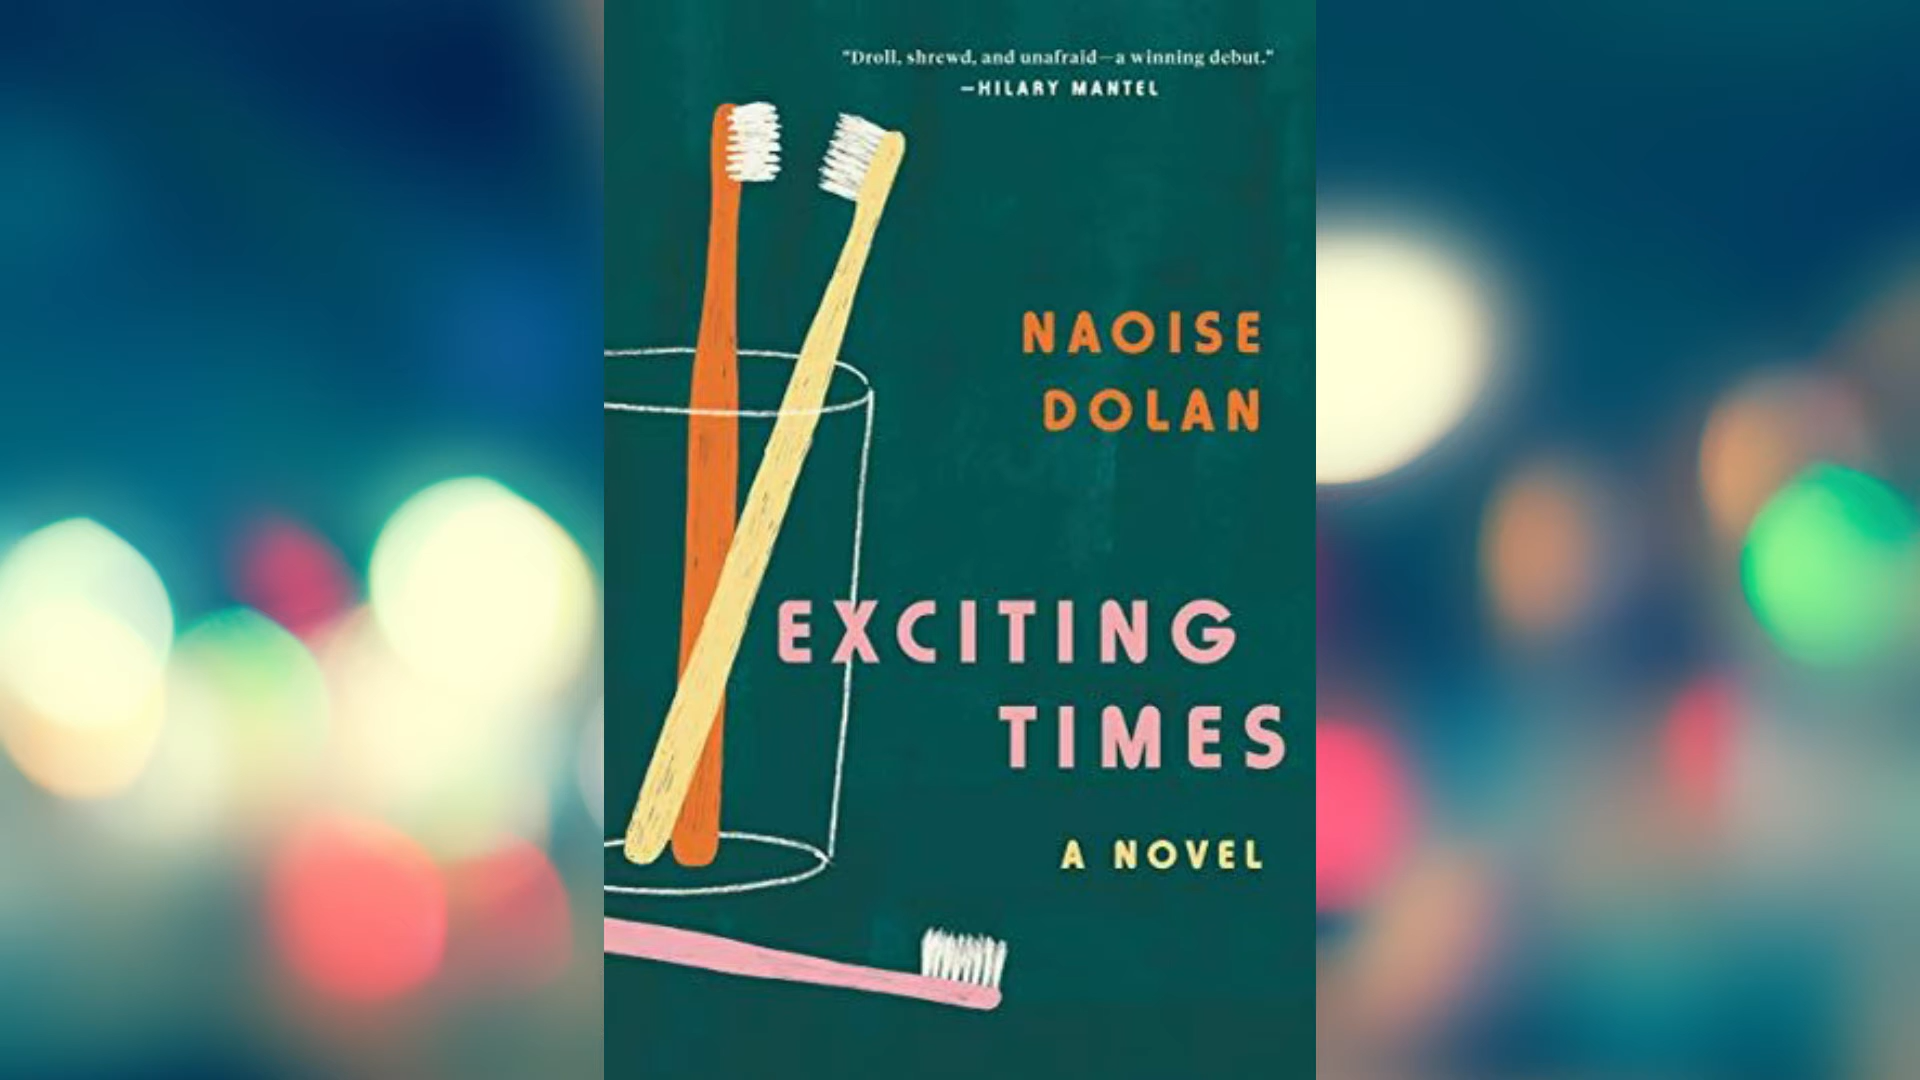 “Droll, shrewd, and unafraid—a winning debut.”
—HILARY MANTEL
NAOISE
DOLAN
EXCITING
TIMES
A NOVEL